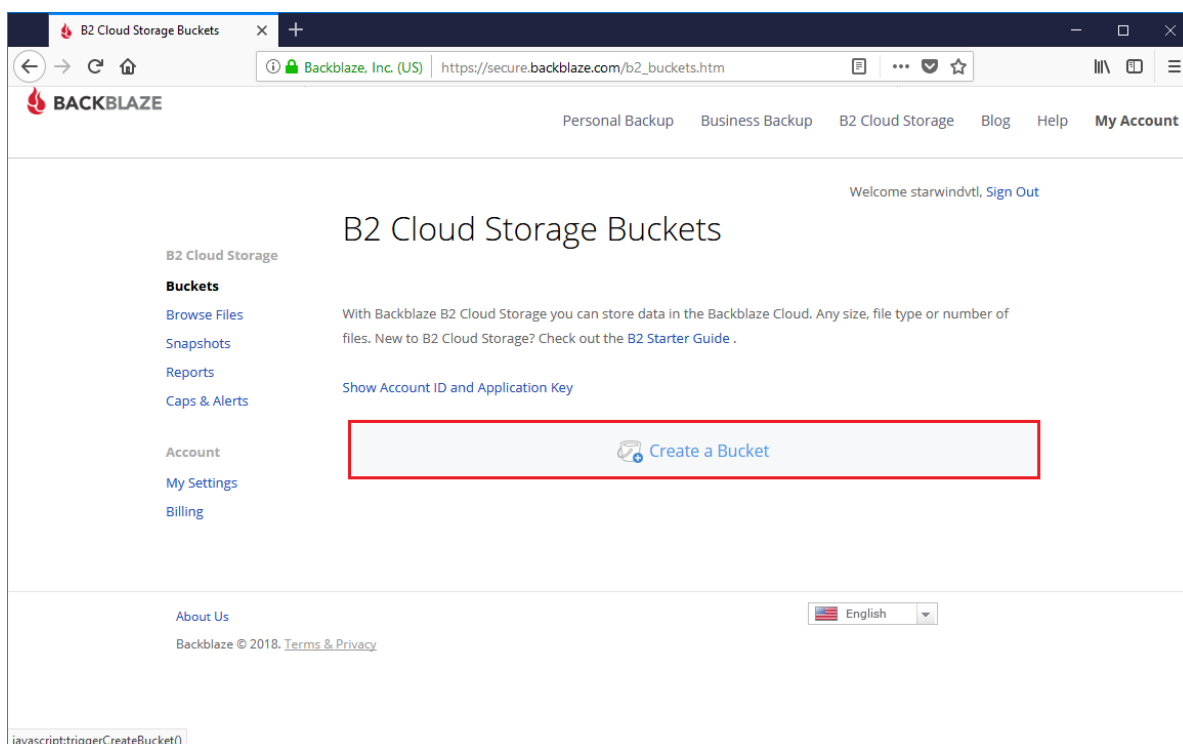 B2 Cloud Storage Buckets
Backblaze, Inc. (US) https://secure.backblaze.com/b2_buckets.htm
BACKBLAZE
Personal Backup Business Backup B2 Cloud Storage Blog Help My Account
Welcome starwindvtl, Sign Out
B2 Cloud Storage Buckets
B2 Cloud Storage
Buckets
Browse Files
Snapshots
Reports
Caps & Alerts
Account
My Settings
Billing
With Backblaze B2 Cloud Storage you can store data in the Backblaze Cloud. Any size, file type or number of
files. New to B2 Cloud Storage? Check out the B2 Starter Guide .
Show Account ID and Application Key
Create a Bucket
About Us
English
Backblaze © 2018. Terms & Privacy
javascript:triggerCreateBucket()